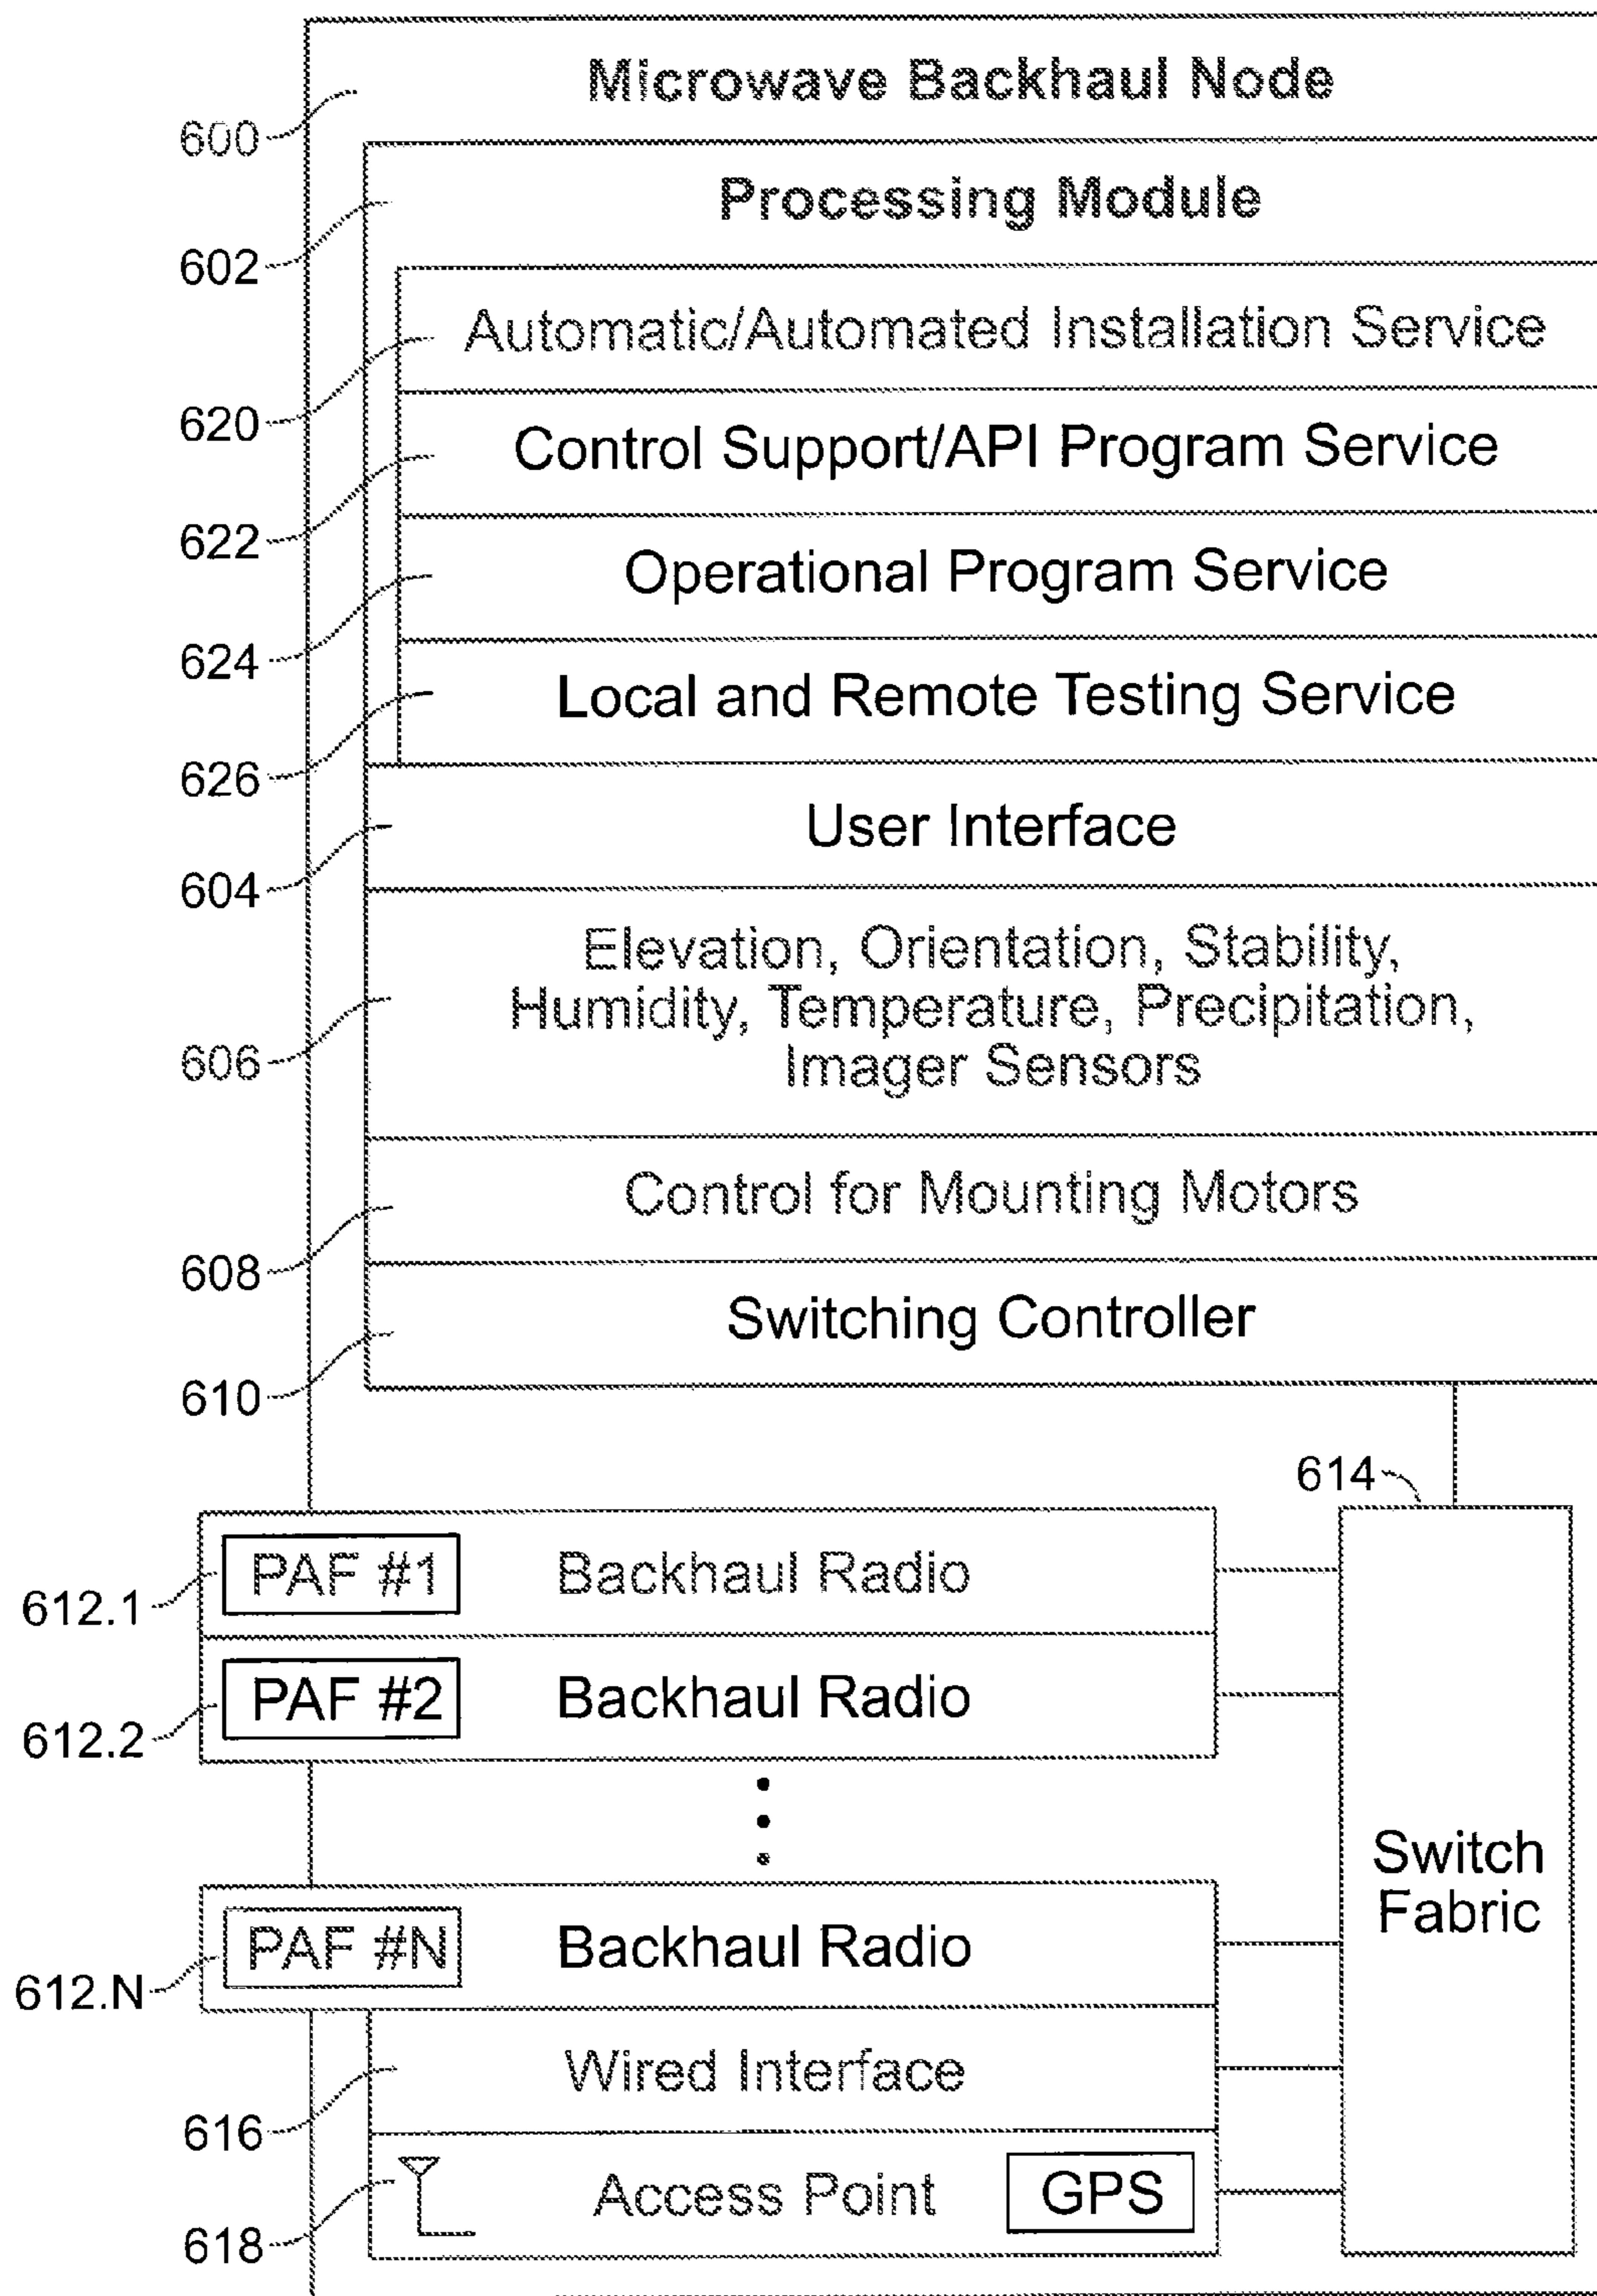 Microwave Backhaul Node
600
Processing Module
602
Automatic/Automated Installation Service
620
Control Support/API Program Service
622
Operational Program Service
624
Local and Remote Testing Service
626
User Interface
604
Elevation, Orientation, Stability,
Humidity, Temperature, Precipitation,
Imager Sensors
606
Control for Mounting Motors
608
Switching Controller
610
614
PAF #1 Backhaul Radio
612.1
PAF #2 Backhaul Radio
612.2
Switch
Fabric
PAF #N Backhaul Radio
612.N
Wired Interface
616
Access Point GPS
618